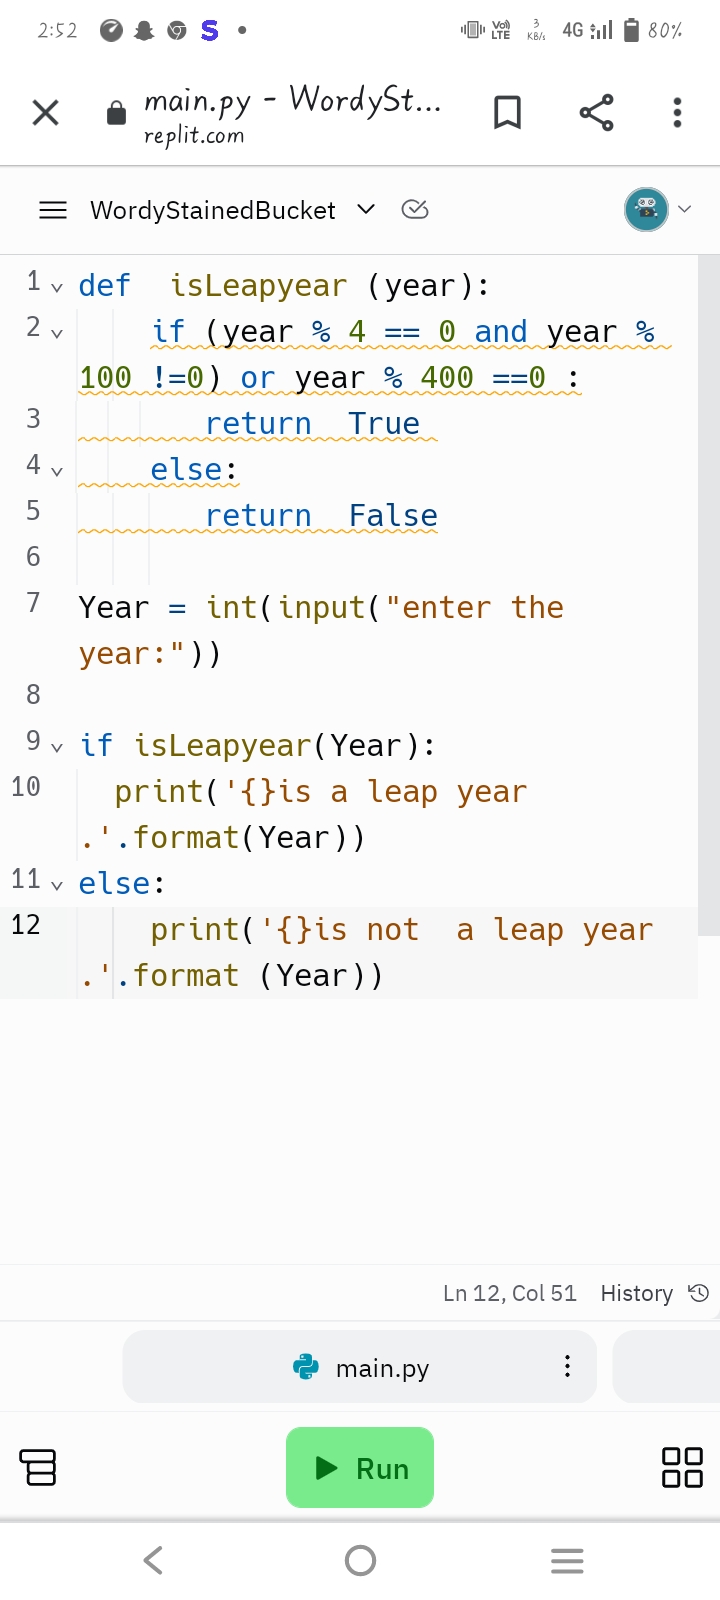 2:52 S 3 KB/s Vo) LTE 4G 80%
main.py - WordySt...
replit.com
WordyStainedBucket
1 def  isLeapyear (year):
2 if (year % 4 == 0 and year %
100 !=0) or year % 400 ==0 :
3 return  True
4 else:
5 return  False
6
7 Year = int(input("enter the
year:"))
8
9 if isLeapyear(Year):
10 print('{}is a leap year
.'.format(Year))
11 else:
12 print('{}is not  a leap year
.'.format (Year))
Ln 12, Col 51 History
main.py
Run